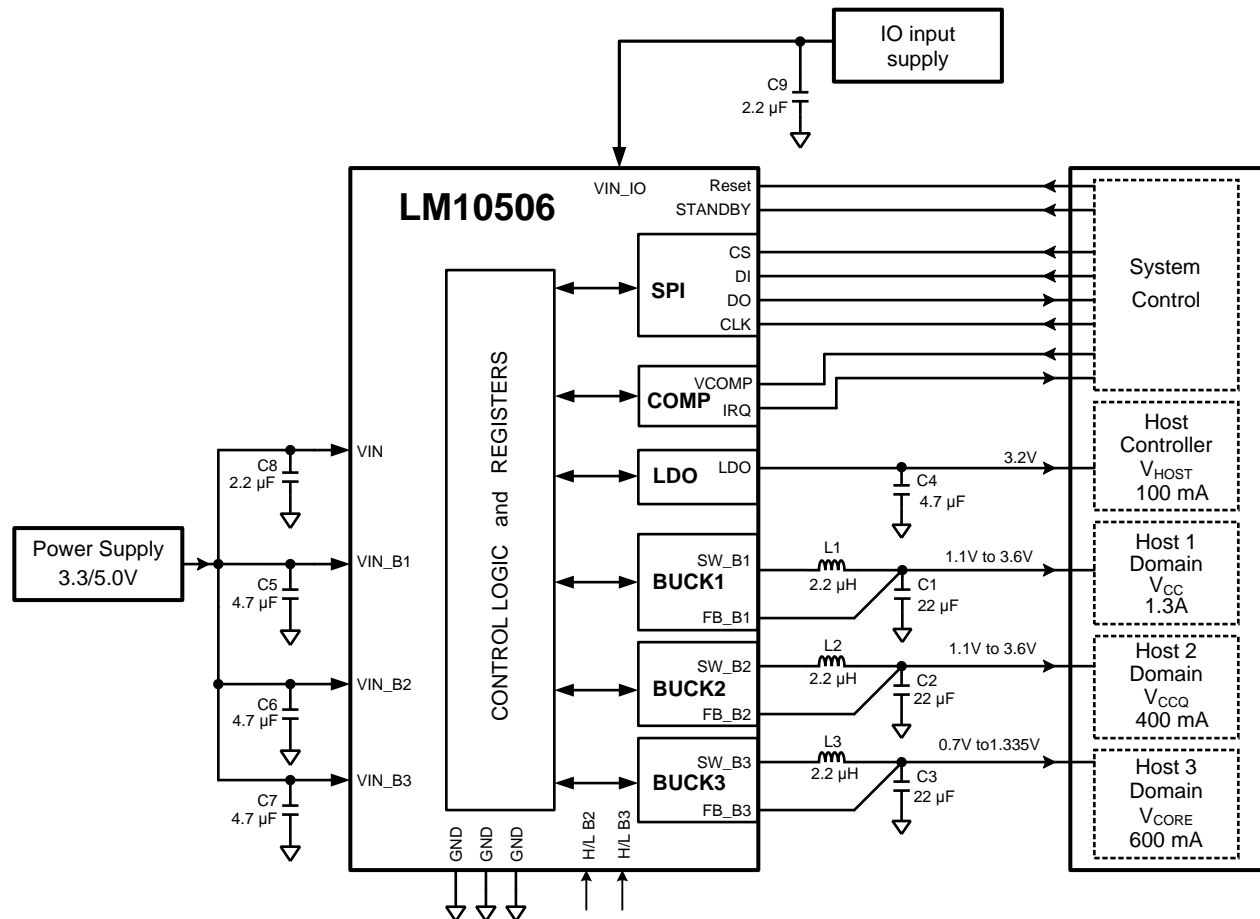 IO input
supply
C9
2.2 µF
VIN_IO
LM10506
Reset
STANDBY
CS
DI
DO
CLK
SPI
VCOMP
IRQ
COMP
LDO
LDO
SW_B1
BUCK1
FB_B1
SW_B2
BUCK2
FB_B2
SW_B3
BUCK3
FB_B3
CONTROL LOGIC and REGISTERS
VIN
C8
2.2 µF
Power Supply
3.3/5.0V
VIN_B1
C5
4.7 µF
VIN_B2
C6
4.7 µF
VIN_B3
C7
4.7 µF
GND
GND
GND
H/L B2
H/L B3
3.2V
C4
4.7 µF
L1
2.2 µH
1.1V to 3.6V
C1
22 µF
L2
2.2 µH
1.1V to 3.6V
C2
22 µF
L3
2.2 µH
0.7V to1.335V
C3
22 µF
System
Control
Host
Controller
VHOST
100 mA
Host 1
Domain
VCC
1.3A
Host 2
Domain
VCCQ
400 mA
Host 3
Domain
VCORE
600 mA